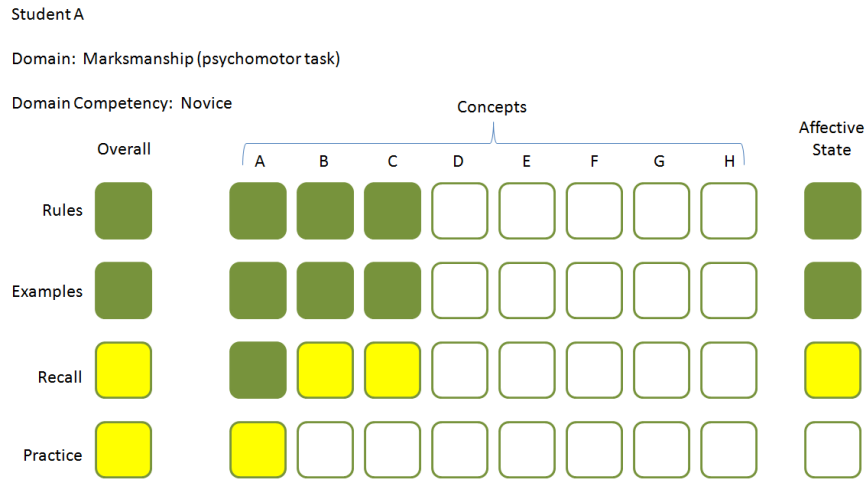 Student A
Domain:  Marksmanship (psychomotor task)
Domain Competency:  Novice
Concepts
Overall
Affective
State
A B C D E F G H
Rules
Examples
Recall
Practice